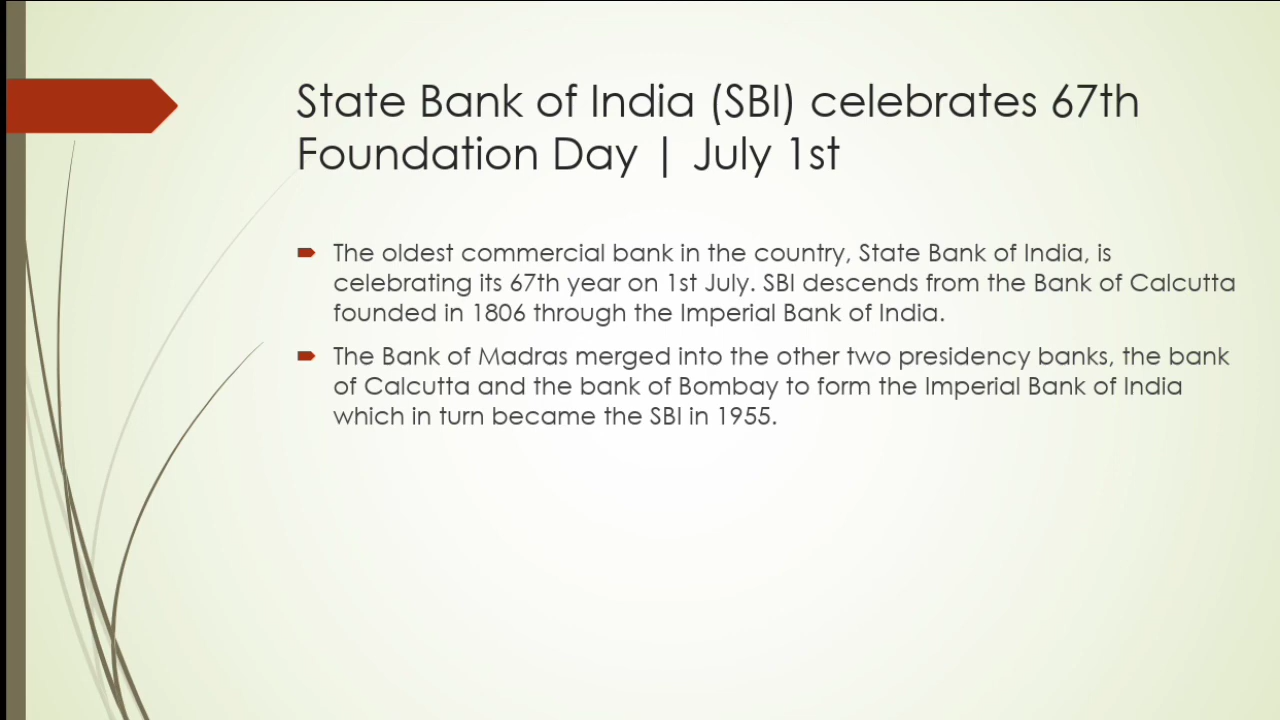 State Bank of India (SBI) celebrates 67th
Foundation Day | July 1st
The oldest commercial bank in the country, State Bank of India, is
celebrating its 67th year on 1st July. SBI descends from the Bank of Calcutta
founded in 1806 through the Imperial Bank of India.
The Bank of Madras merged into the other two presidency banks, the bank
of Calcutta and the bank of Bombay to form the Imperial Bank of India
which in turn became the SBI in 1955.